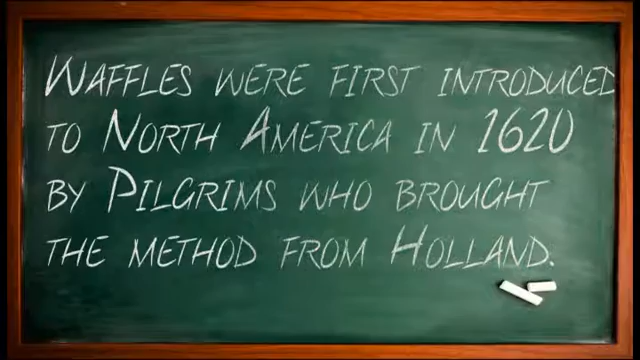 Waffles were first introduced
to North America in 1620
by Pilgrims who brought
the method from Holland.